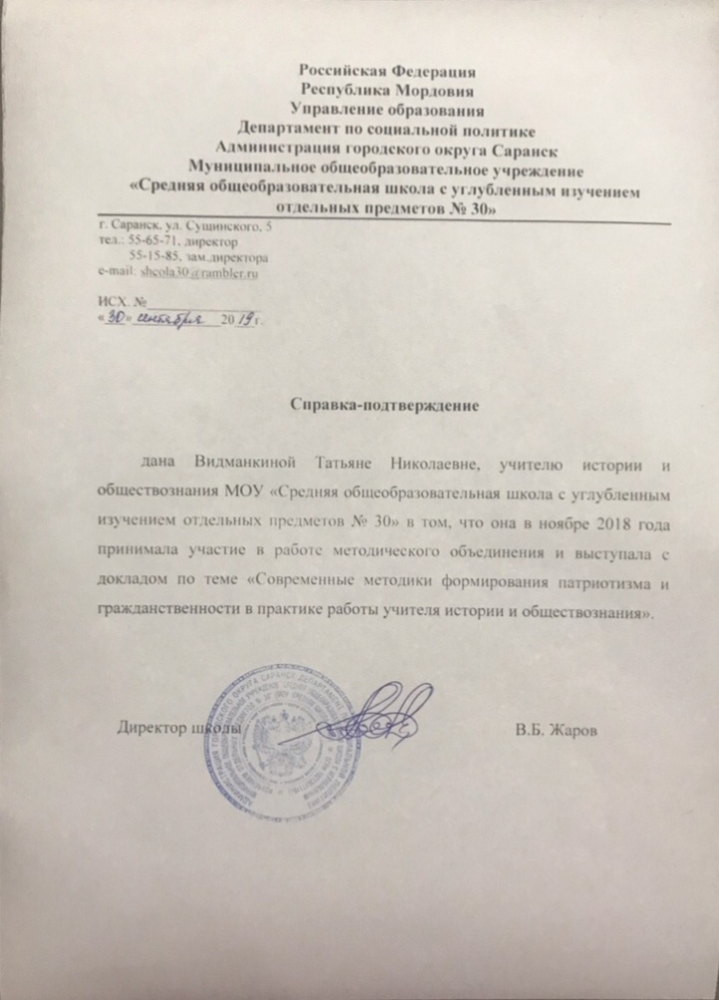 Российская Федерация
Республика Мордовия
Управление образования
Департамент по социальной политике
Администрация городского округа Саранск
Муниципальное общеобразовательное учреждение
«Средняя общеобразовательная школа с углубленным изучением
отдельных предметов № 30»
г. Саранск, ул. Сущинского, 5
тел.: 55-65-71, директор
55-15-85, зам.директора
e-mail: shcola30@rambler.ru
ИСХ. №
«30» сентября 2019 г.
Справка-подтверждение
дана Видманкиной Татьяне Николаевне, учителю истории и
обществознания МОУ «Средняя общеобразовательная школа с углубленным
изучением отдельных предметов № 30» в том, что она в ноябре 2018 года
принимала участие в работе методического объединения и выступала с
докладом по теме «Современные методики формирования патриотизма и
гражданственности в практике работы учителя истории и обществознания».
Директор школы
В.Б. Жаров